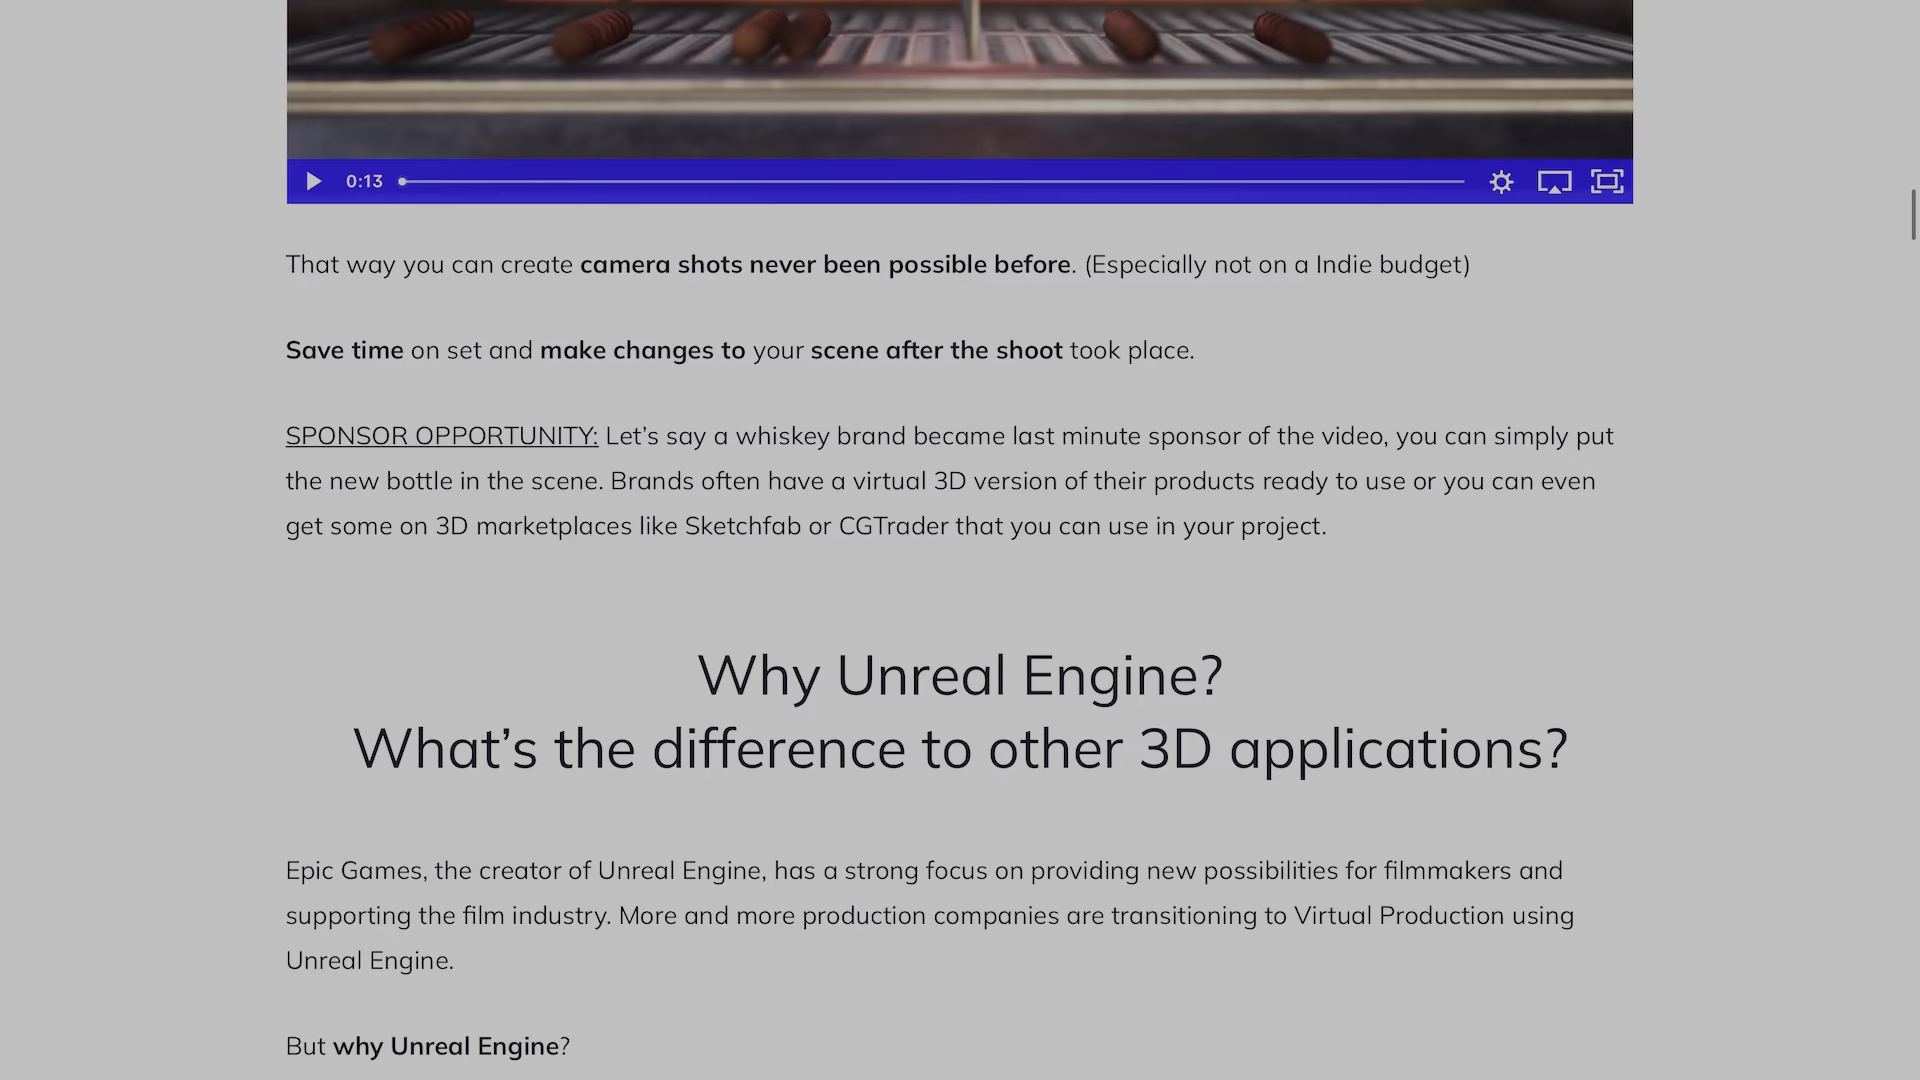 0:13
That way you can create camera shots never been possible before. (Especially not on a Indie budget)
Save time on set and make changes to your scene after the shoot took place.
SPONSOR OPPORTUNITY: Let’s say a whiskey brand became last minute sponsor of the video, you can simply put
the new bottle in the scene. Brands often have a virtual 3D version of their products ready to use or you can even
get some on 3D marketplaces like Sketchfab or CGTrader that you can use in your project.
Why Unreal Engine?
What’s the difference to other 3D applications?
Epic Games, the creator of Unreal Engine, has a strong focus on providing new possibilities for filmmakers and
supporting the film industry. More and more production companies are transitioning to Virtual Production using
Unreal Engine.
But why Unreal Engine?